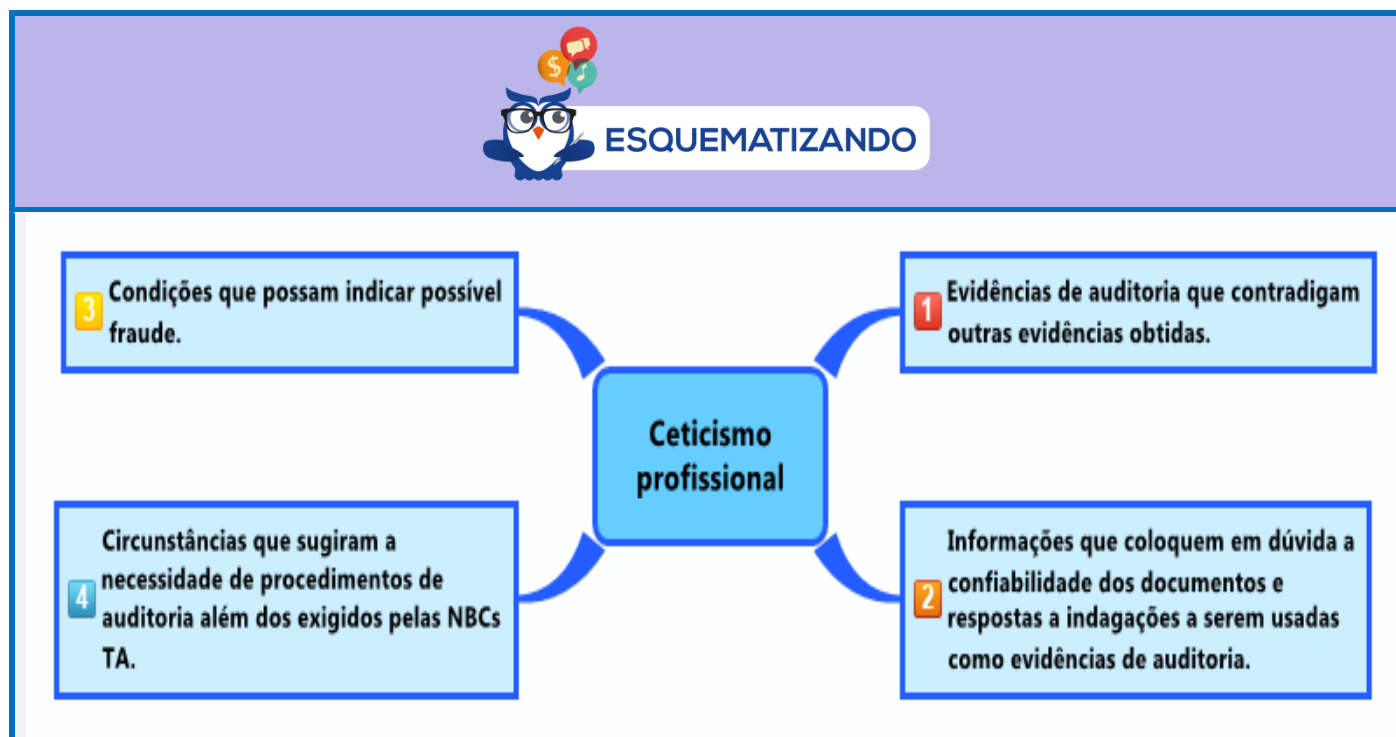 ESQUEMATIZANDO
3 Condições que possam indicar possível
fraude.
1 Evidências de auditoria que contradigam
outras evidências obtidas.
Ceticismo
profissional
4 Circunstâncias que sugiram a
necessidade de procedimentos de
auditoria além dos exigidos pelas NBCs
TA.
2 Informações que coloquem em dúvida a
confiabilidade dos documentos e
respostas a indagações a serem usadas
como evidências de auditoria.